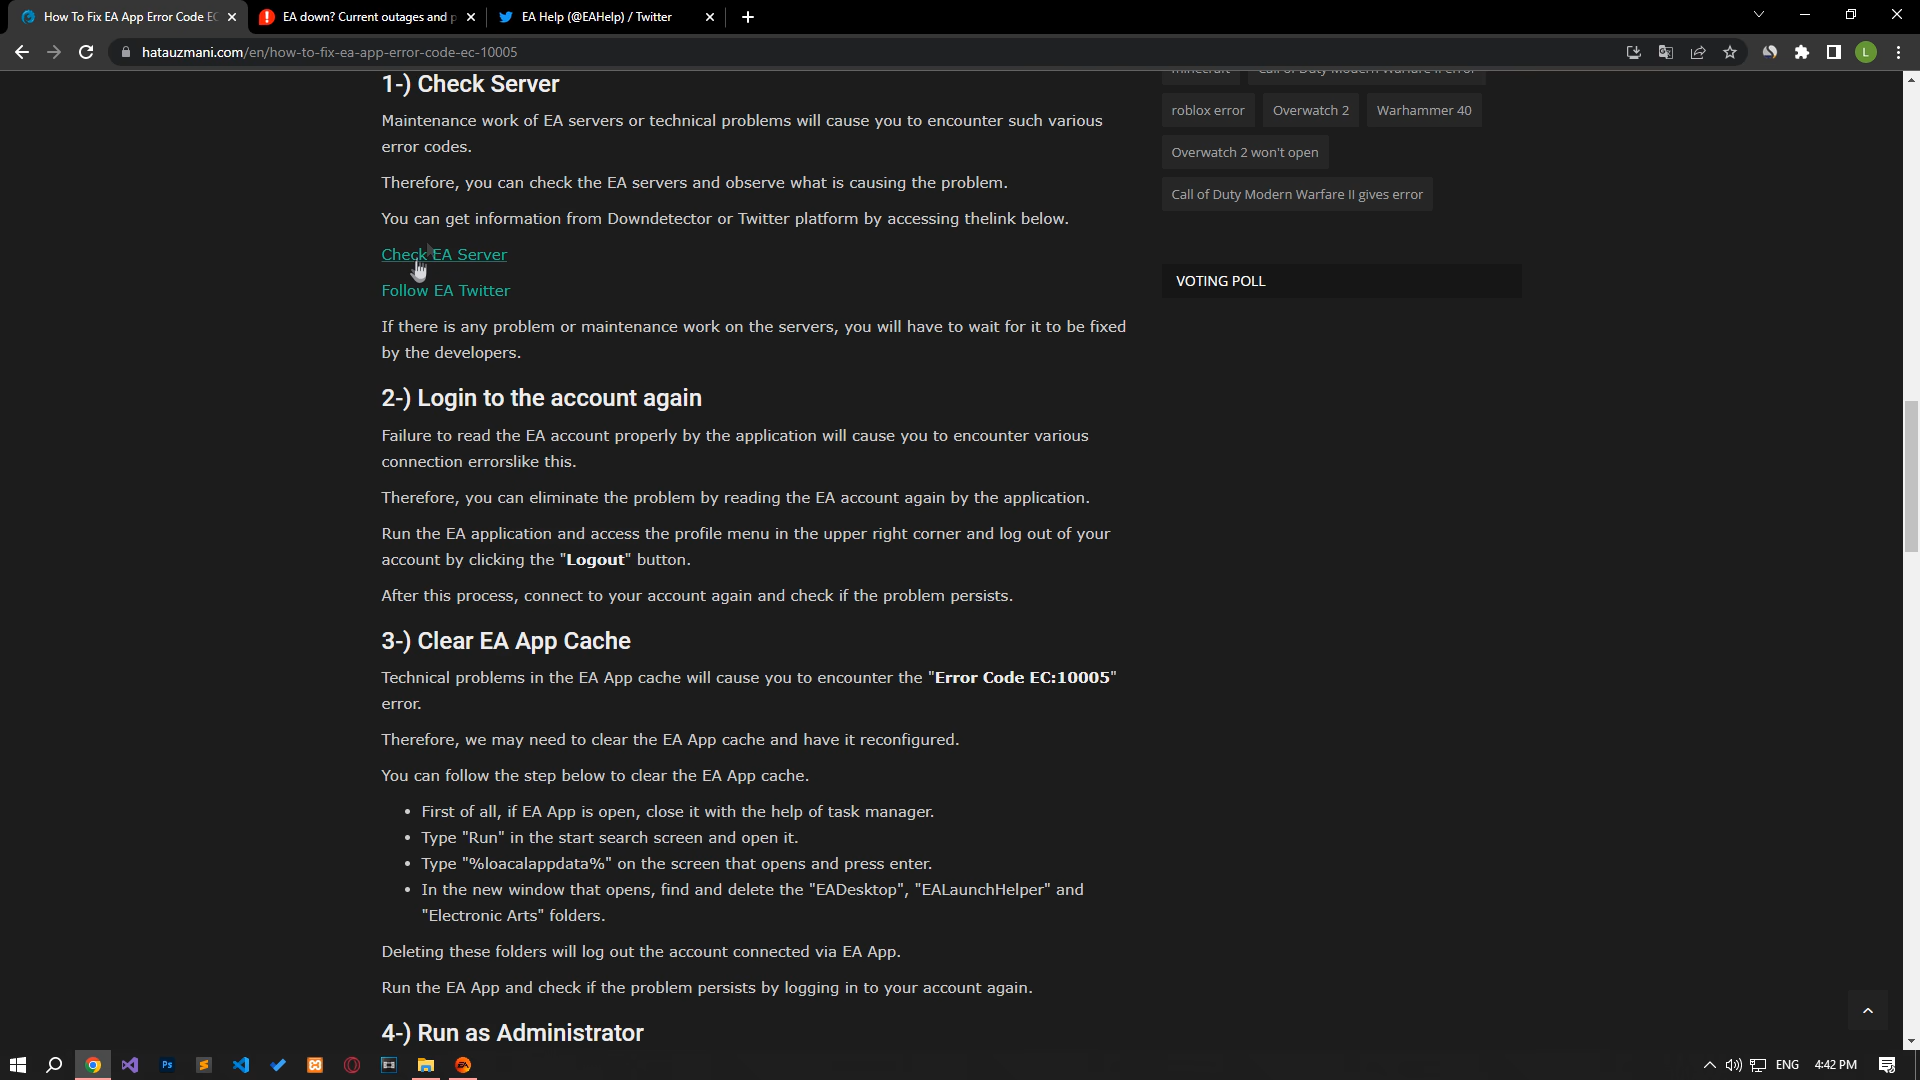 How To Fix EA App Error Code EC
EA down? Current outages and p
EA Help (@EAHelp) / Twitter
hatauzmani.com/en/how-to-fix-ea-app-error-code-ec-10005
L
1-) Check Server
Maintenance work of EA servers or technical problems will cause you to encounter such various
error codes.
Therefore, you can check the EA servers and observe what is causing the problem.
You can get information from Downdetector or Twitter platform by accessing thelink below.
Check EA Server
Follow EA Twitter
If there is any problem or maintenance work on the servers, you will have to wait for it to be fixed
by the developers.
2-) Login to the account again
Failure to read the EA account properly by the application will cause you to encounter various
connection errorslike this.
Therefore, you can eliminate the problem by reading the EA account again by the application.
Run the EA application and access the profile menu in the upper right corner and log out of your
account by clicking the "Logout" button.
After this process, connect to your account again and check if the problem persists.
3-) Clear EA App Cache
Technical problems in the EA App cache will cause you to encounter the "Error Code EC:10005"
error.
Therefore, we may need to clear the EA App cache and have it reconfigured.
You can follow the step below to clear the EA App cache.
• First of all, if EA App is open, close it with the help of task manager.
• Type "Run" in the start search screen and open it.
• Type "%loacalappdata%" on the screen that opens and press enter.
• In the new window that opens, find and delete the "EADesktop", "EALaunchHelper" and
"Electronic Arts" folders.
Deleting these folders will log out the account connected via EA App.
Run the EA App and check if the problem persists by logging in to your account again.
4-) Run as Administrator
minecraft
Call of Duty Modern Warfare II error
roblox error
Overwatch 2
Warhammer 40
Overwatch 2 won't open
Call of Duty Modern Warfare II gives error
VOTING POLL
Ps
EA
ENG
4:42 PM